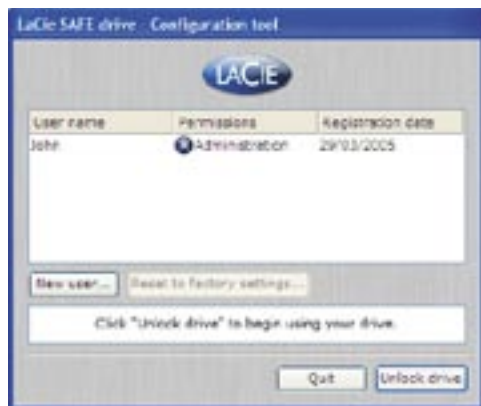 LaCie SAFE drive Configuration tool
LACIE
User name Permissions Registration date
John Administration 29/03/2005
New user... Reset to factory settings...
Click "Unlock drive" to begin using your drive.
Quit Unlock drive